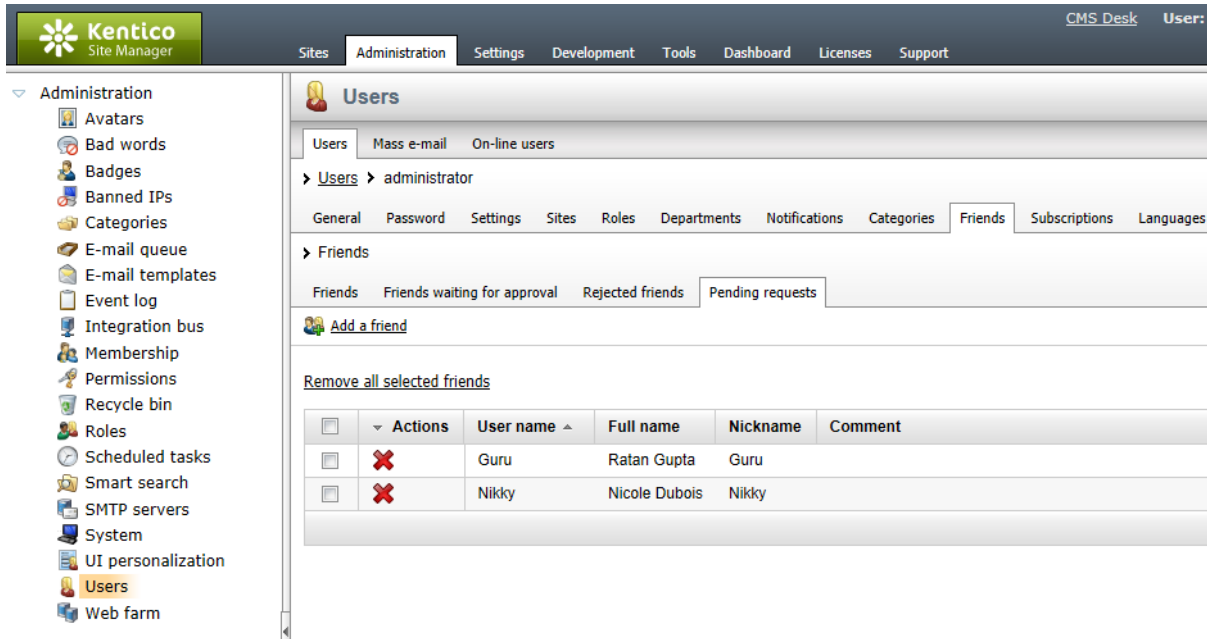 CMS Desk User:
Kentico
Site Manager
Sites Administration Settings Development Tools Dashboard Licenses Support
Administration
Avatars
Bad words
Badges
Banned IPs
Categories
E-mail queue
E-mail templates
Event log
Integration bus
Membership
Permissions
Recycle bin
Roles
Scheduled tasks
Smart search
SMTP servers
System
UI personalization
Users
Web farm
Users
Users Mass e-mail On-line users
Users administrator
General Password Settings Sites Roles Departments Notifications Categories Friends Subscriptions Languages
Friends
Friends Friends waiting for approval Rejected friends Pending requests
Add a friend
Remove all selected friends
Actions User name Full name Nickname Comment
Guru Ratan Gupta Guru
Nikky Nicole Dubois Nikky